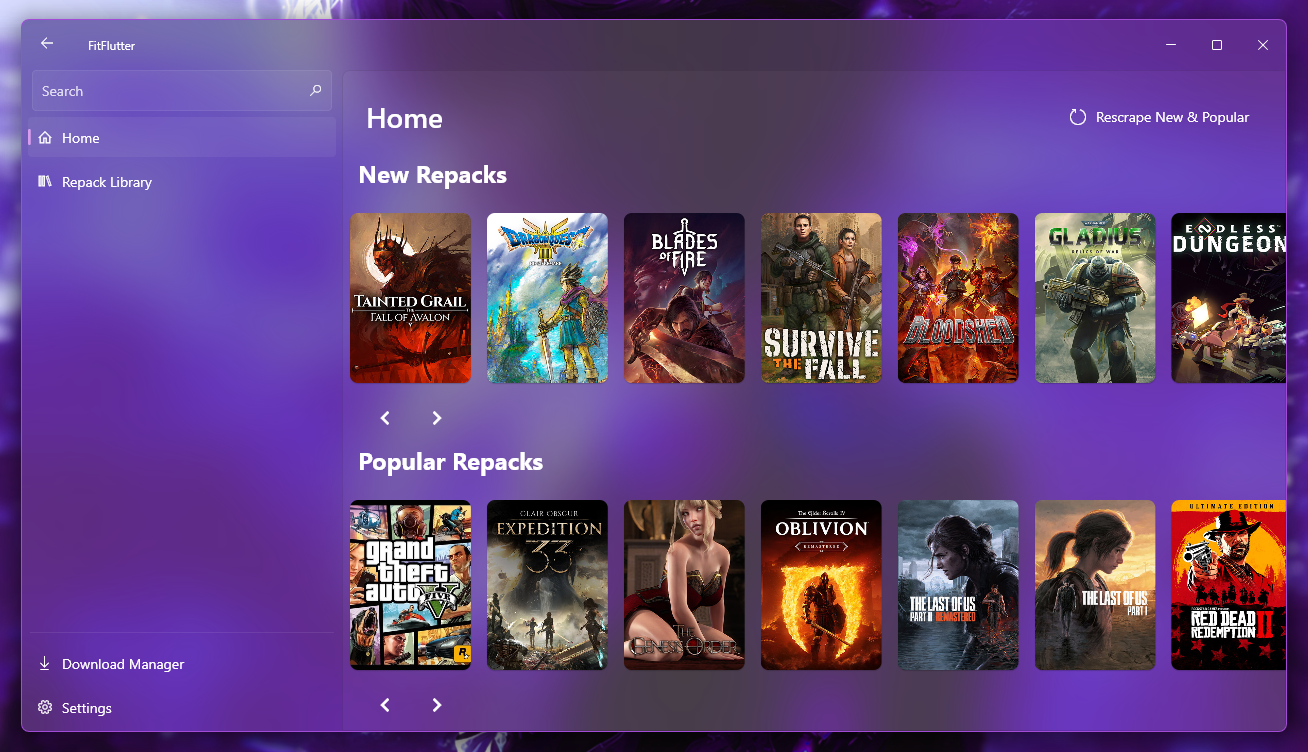 FitFlutter
Search
Home
Repack Library
Download Manager
Settings
Home
Rescrape New & Popular
New Repacks
TAINTED GRAIL
THE
FALL OF AVALON
DRAGON QUEST
III
BLADES
OF FIRE
SURVIVE
THE FALL
BLOODSHED
GLADIUS
RELICS OF WAR
ENDLESS™
DUNGEON
Popular Repacks
grand
theft
auto V
FIVE
R
CLAIR OBSCUR
EXPEDITION
33
THE
GENESIS ORDER
The Elder Scrolls IV
OBLIVION
REMASTERED
THE LAST OF US
PART II REMASTERED
THE LAST OF US
PART I
ULTIMATE EDITION
RED DEAD
REDEMPTION II